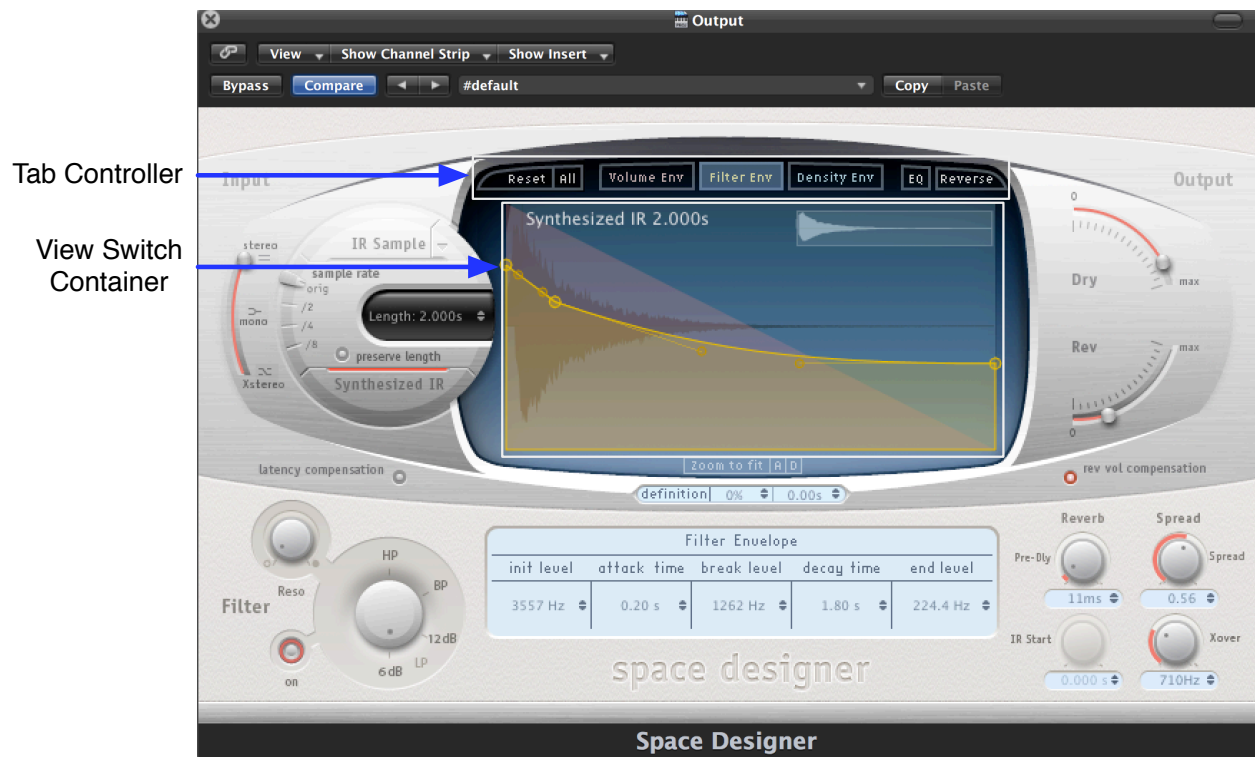 Output
View Show Channel Strip Show Insert
Bypass Compare #default Copy Paste
Tab Controller
View Switch
Container
Input
Output
Reset All Volume Env Filter Env Density Env EQ Reverse
Synthesized IR 2.000s
stereo
mono
Xstereo
IR Sample
sample rate
orig
/2
/4
/8
Length: 2.000s
preserve length
Synthesized IR
0
Dry
max
Rev
max
0
latency compensation
rev vol compensation
Zoom to fit A D
definition 0% 0.00s
Filter Envelope
init level attack time break level decay time end level
3557 Hz 0.20 s 1262 Hz 1.80 s 224.4 Hz
Reso
Filter
on
HP
BP
12dB
LP
6dB
Reverb
Spread
Pre-Dly
Spread
11ms
0.56
IR Start
Xover
0.000 s
710Hz
space designer
Space Designer